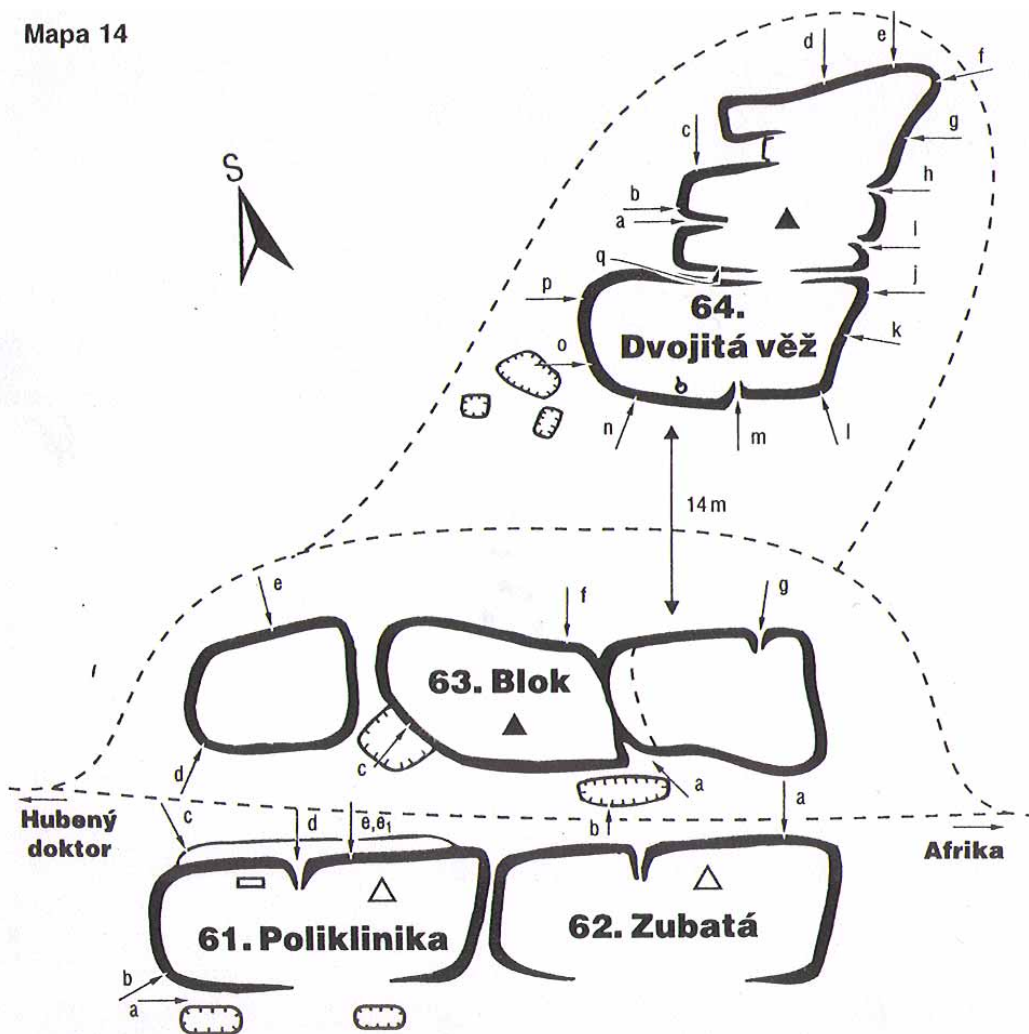 Mapa 14
S
d
e
f
c
g
h
b
a
l
q
j
p
64.
Dvojitá věž
k
o
n
m
l
14 m
e
f
g
63. Blok
d
c
a
b
a
Hubený
doktor
c
d
e,e₁
Afrika
61. Poliklinika
62. Zubatá
b
a